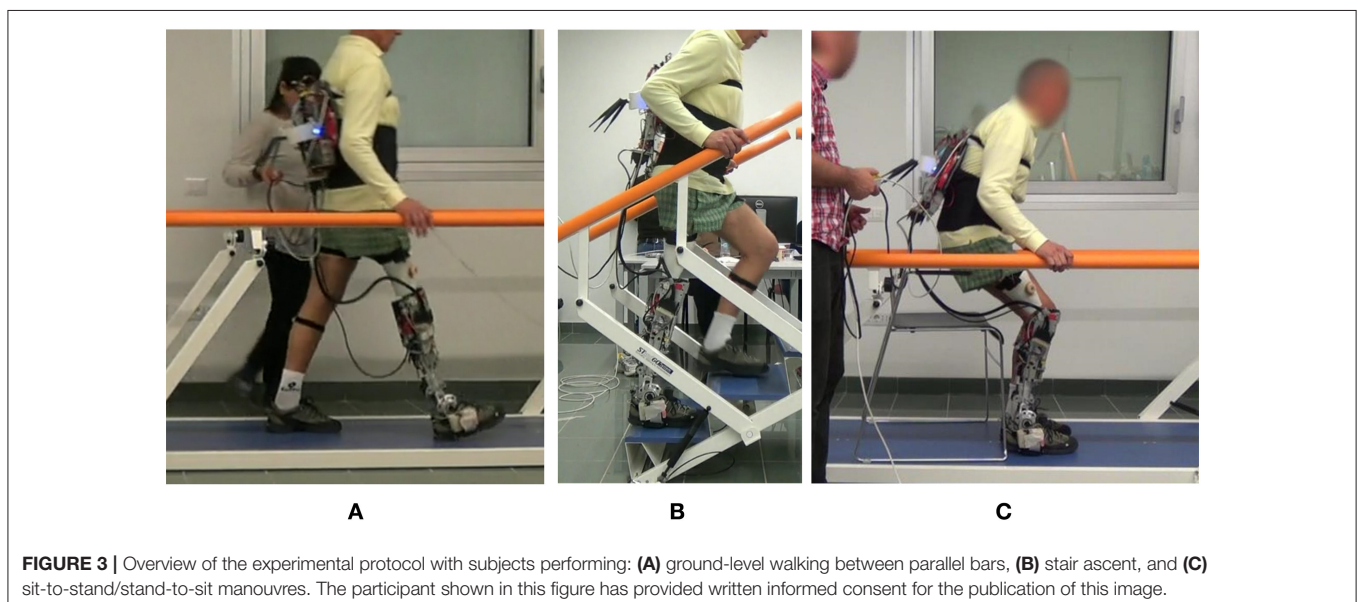 A
B
C
FIGURE 3 | Overview of the experimental protocol with subjects performing: (A) ground-level walking between parallel bars, (B) stair ascent, and (C)
sit-to-stand/stand-to-sit manouvres. The participant shown in this figure has provided written informed consent for the publication of this image.